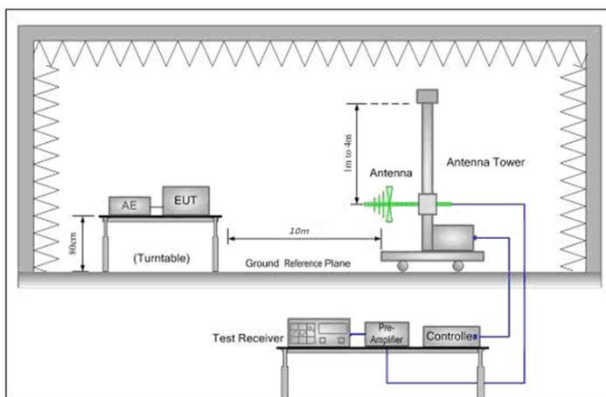 1m to 4m
Antenna
Antenna Tower
AE
EUT
80cm
(Turntable)
10m
Ground Reference Plane
Test Receiver
Pre-
Amplifier
Controller